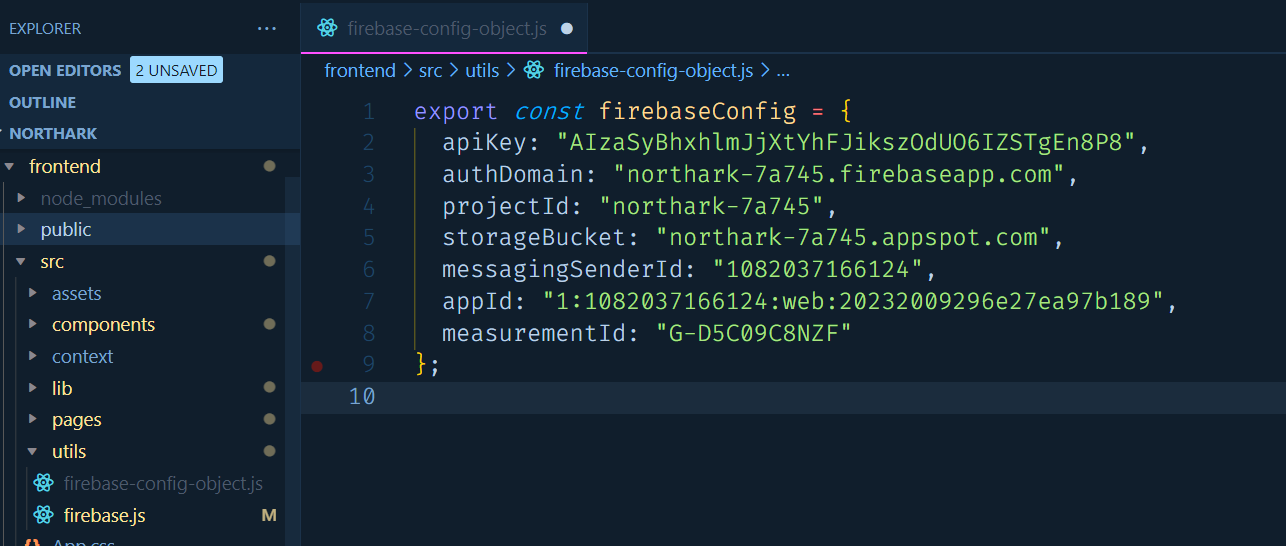 EXPLORER ...
OPEN EDITORS 2 UNSAVED
OUTLINE
NORTHARK
frontend
node_modules
public
src
assets
components
context
lib
pages
utils
firebase-config-object.js
firebase.js M
App.css
firebase-config-object.js
frontend > src > utils > firebase-config-object.js > ...
1 export const firebaseConfig = {
2 apiKey: "AIzaSyBhxhlmJjXtYhFJikszOdUO6IZSTgEn8P8",
3 authDomain: "northark-7a745.firebaseapp.com",
4 projectId: "northark-7a745",
5 storageBucket: "northark-7a745.appspot.com",
6 messagingSenderId: "1082037166124",
7 appId: "1:1082037166124:web:20232009296e27ea97b189",
8 measurementId: "G-D5C09C8NZF"
9 };
10